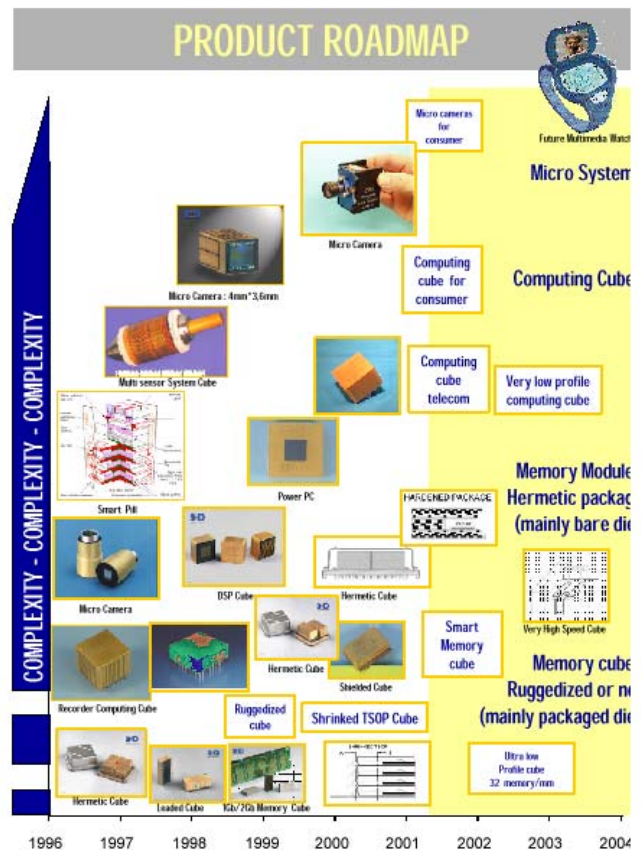 PRODUCT ROADMAP
Micro cameras
for
consumer
Future Multimedia Watch
Micro System
Micro Camera
Micro Camera : 4mm*3,6mm
Computing
cube for
consumer
Computing Cube
Multi sensor System Cube
Computing
cube
telecom
Very low profile
computing cube
Smart Pill
Power PC
HARDENED PACKAGE
Memory Module
Hermetic packag
(mainly bare die
Micro Camera
DSP Cube
Hermetic Cube
Very High Speed Cube
Recorder Computing Cube
Hermetic Cube
Shielded Cube
Smart
Memory
cube
Memory cube
Ruggedized or no
(mainly packaged die
Ruggedized
cube
Shrinked TSOP Cube
Hermetic Cube
Leaded Cube
1Gb/2Gb Memory Cube
Ultra low
Profile cube
32 memory/mm
COMPLEXITY - COMPLEXITY - COMPLEXITY
1996 1997 1998 1999 2000 2001 2002 2003 2004